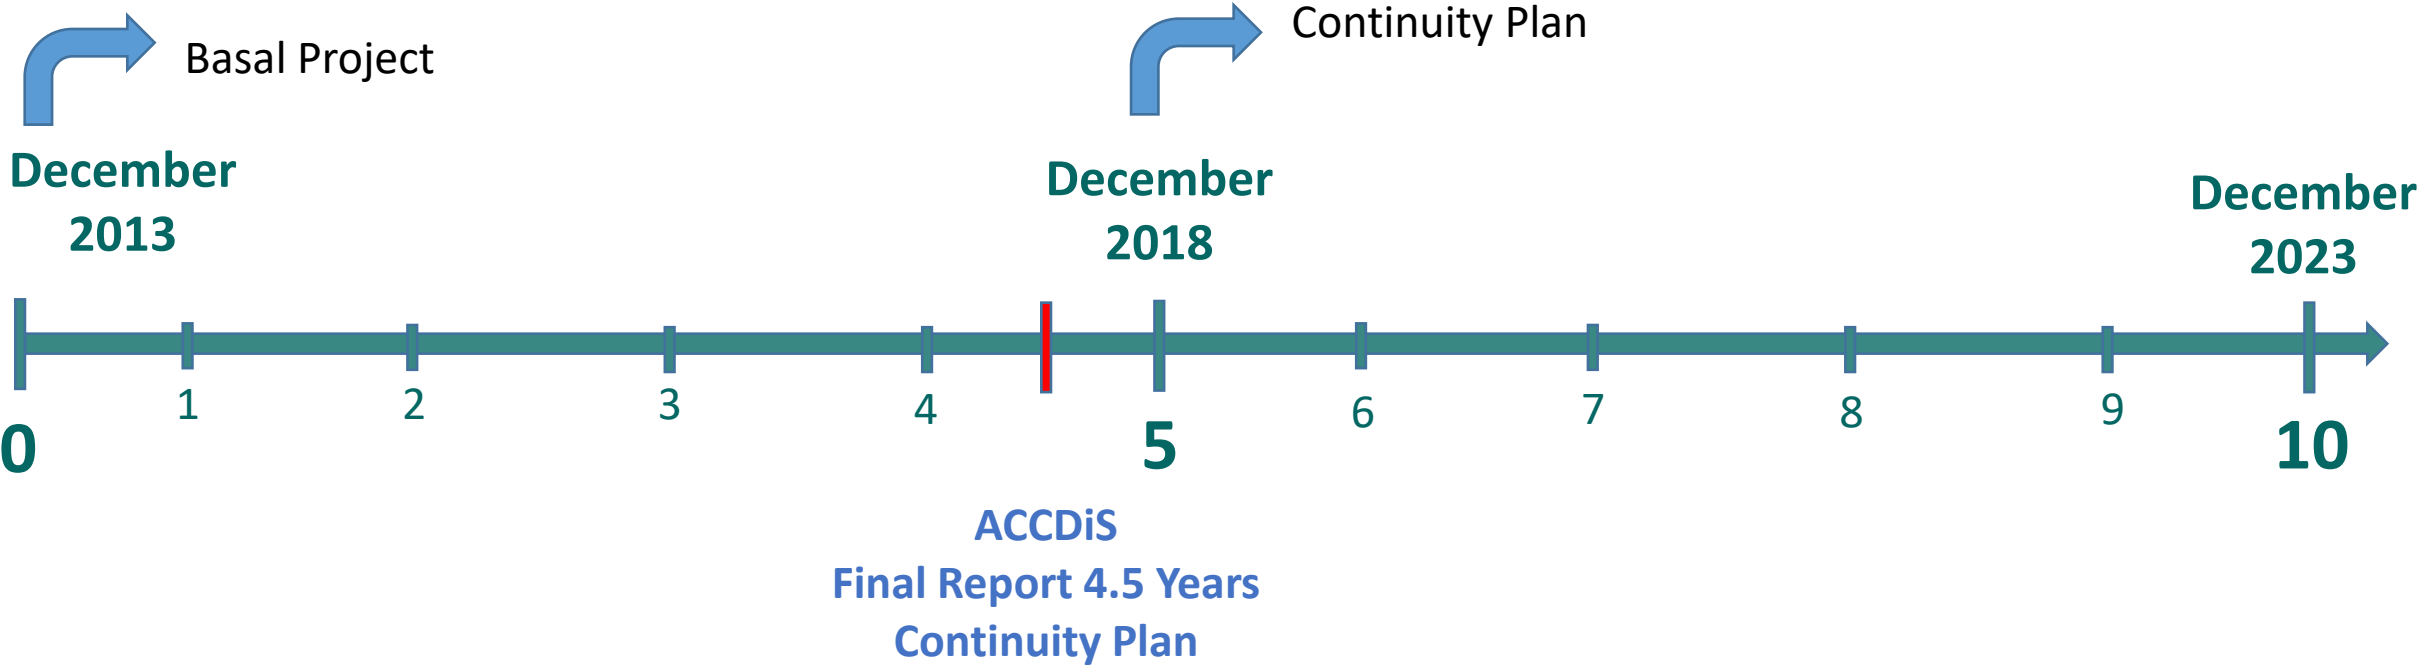 Basal Project
Continuity Plan
December
2013
December
2018
December
2023
0
1
2
3
4
5
6
7
8
9
10
ACCDiS
Final Report 4.5 Years
Continuity Plan